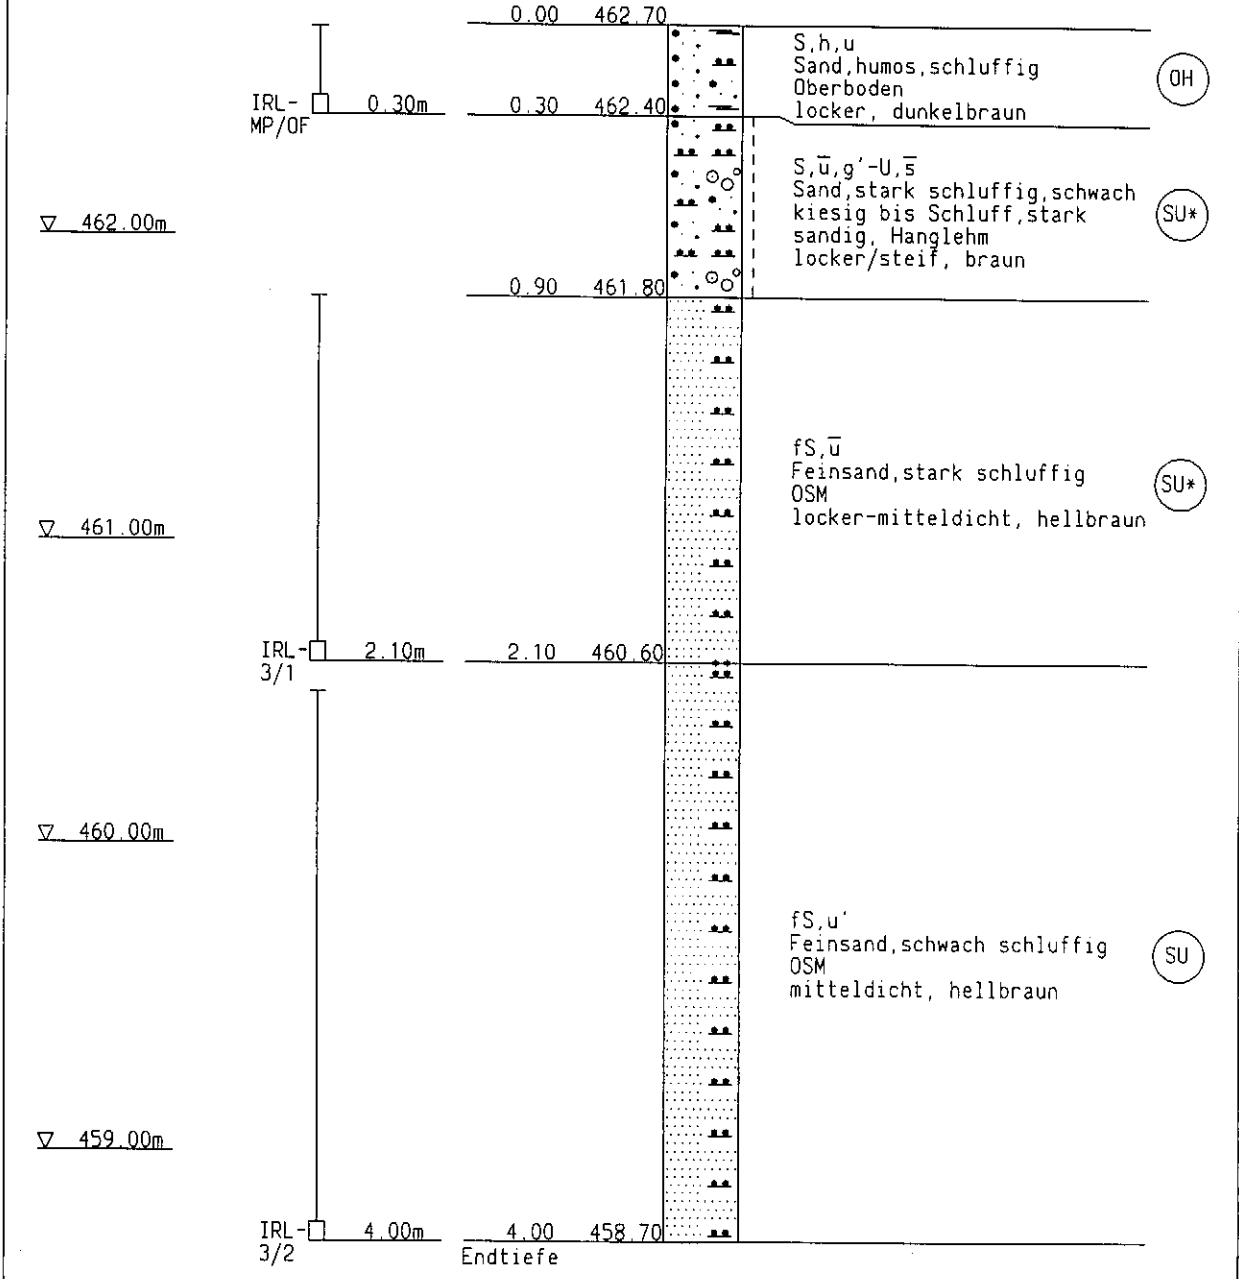 0.00 462.70
S,h,u
Sand,humos,schluffig
Oberboden
locker, dunkelbraun
OH
IRL-
MP/OF
0.30m
0.30 462.40
S,u̅,g'-U,s̅
Sand,stark schluffig,schwach
kiesig bis Schluff,stark
sandig, Hanglehm
locker/steif, braun
SU*
▽ 462.00m
0.90 461.80
fS,u̅
Feinsand,stark schluffig
OSM
locker-mitteldicht, hellbraun
SU*
▽ 461.00m
IRL-
3/1
2.10m
2.10 460.60
▽ 460.00m
fS,u'
Feinsand,schwach schluffig
OSM
mitteldicht, hellbraun
SU
▽ 459.00m
IRL-
3/2
4.00m
4.00 458.70
Endtiefe